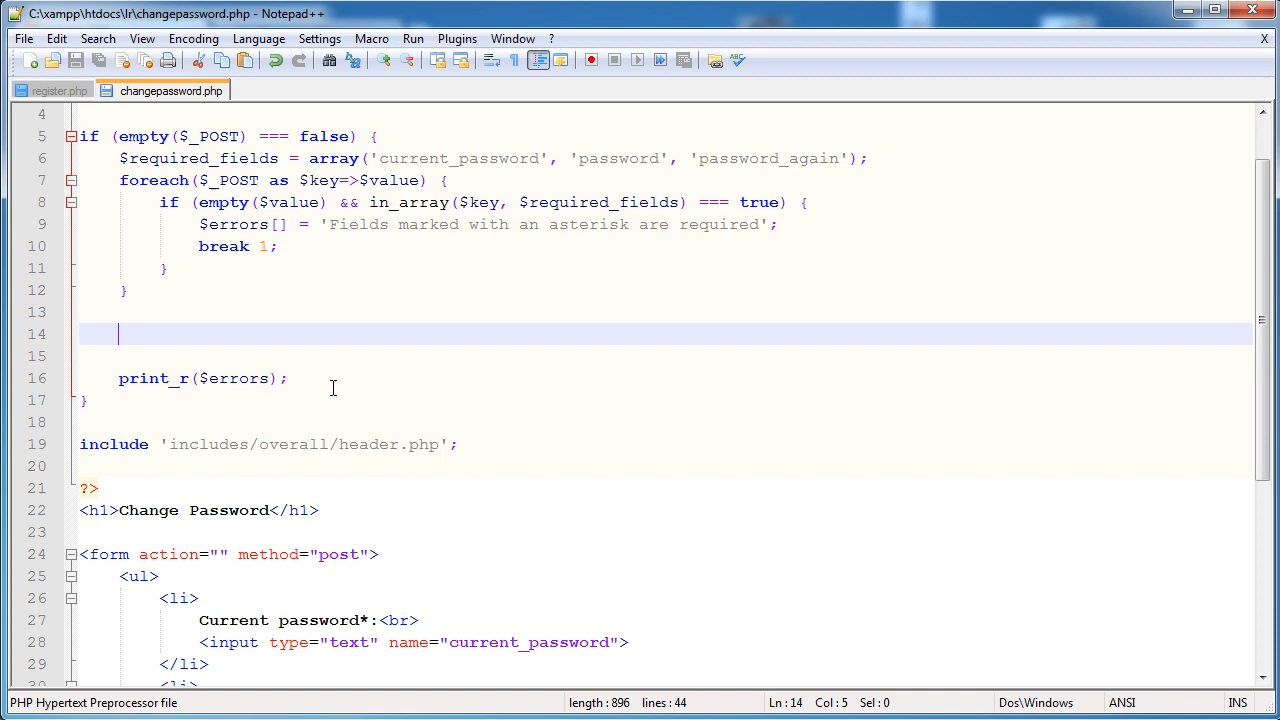 C:\xampp\htdocs\lr\changepassword.php - Notepad++
File Edit Search View Encoding Language Settings Macro Run Plugins Window ? X
register.php changepassword.php
4
5 if (empty($_POST) === false) {
6 $required_fields = array('current_password', 'password', 'password_again');
7 foreach($_POST as $key=>$value) {
8 if (empty($value) && in_array($key, $required_fields) === true) {
9 $errors[] = 'Fields marked with an asterisk are required';
10 break 1;
11 }
12 }
13
14
15
16 print_r($errors);
17 }
18
19 include 'includes/overall/header.php';
20
21 ?>
22 <h1>Change Password</h1>
23
24 <form action="" method="post">
25 <ul>
26 <li>
27 Current password*:<br>
28 <input type="text" name="current_password">
29 </li>
30 <li>
PHP Hypertext Preprocessor file length : 896 lines : 44 Ln : 14 Col : 5 Sel : 0 Dos\Windows ANSI INS